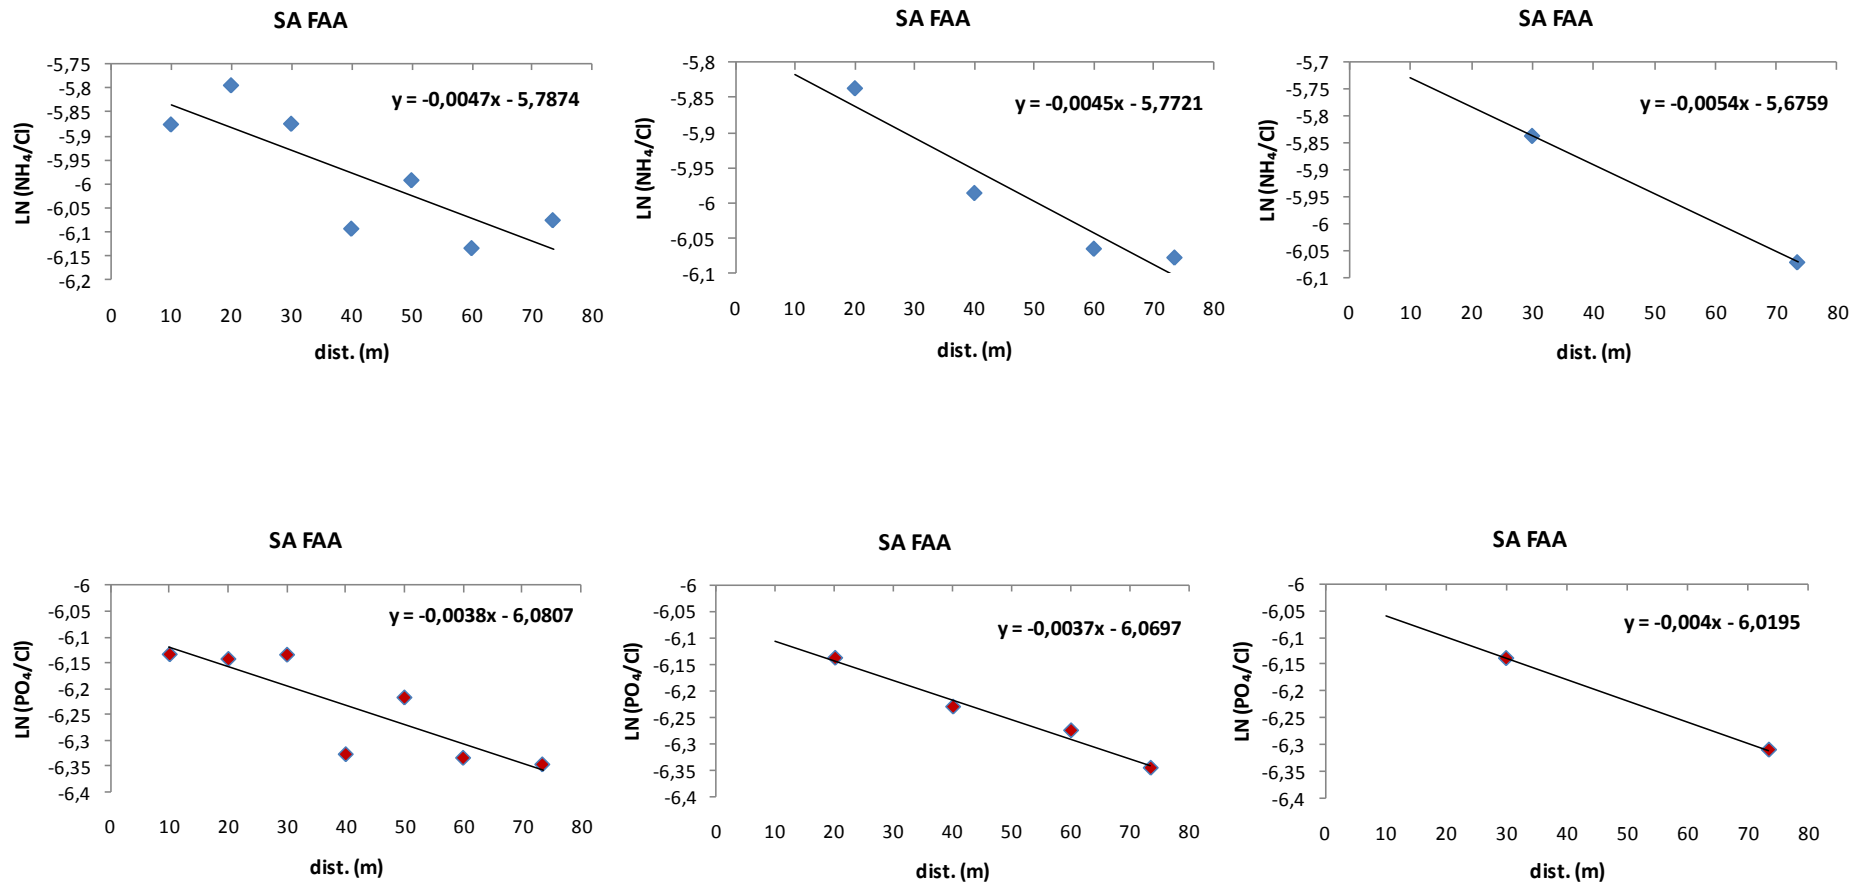 SA FAA
-5,75
-5,8
-5,85
-5,9
-5,95
-6
-6,05
-6,1
-6,15
-6,2
LN (NH₄/Cl)
y = -0,0047x - 5,7874
0 10 20 30 40 50 60 70 80
dist. (m)
SA FAA
-5,8
-5,85
-5,9
-5,95
-6
-6,05
-6,1
LN (NH₄/Cl)
y = -0,0045x - 5,7721
0 10 20 30 40 50 60 70 80
dist. (m)
SA FAA
-5,7
-5,75
-5,8
-5,85
-5,9
-5,95
-6
-6,05
-6,1
LN (NH₄/Cl)
y = -0,0054x - 5,6759
0 10 20 30 40 50 60 70 80
dist. (m)
SA FAA
-6
-6,05
-6,1
-6,15
-6,2
-6,25
-6,3
-6,35
-6,4
LN (PO₄/Cl)
y = -0,0038x - 6,0807
0 10 20 30 40 50 60 70 80
dist. (m)
SA FAA
-6
-6,05
-6,1
-6,15
-6,2
-6,25
-6,3
-6,35
-6,4
LN (PO₄/Cl)
y = -0,0037x - 6,0697
0 10 20 30 40 50 60 70 80
dist. (m)
SA FAA
-6
-6,05
-6,1
-6,15
-6,2
-6,25
-6,3
-6,35
-6,4
LN (PO₄/Cl)
y = -0,004x - 6,0195
0 10 20 30 40 50 60 70 80
dist. (m)